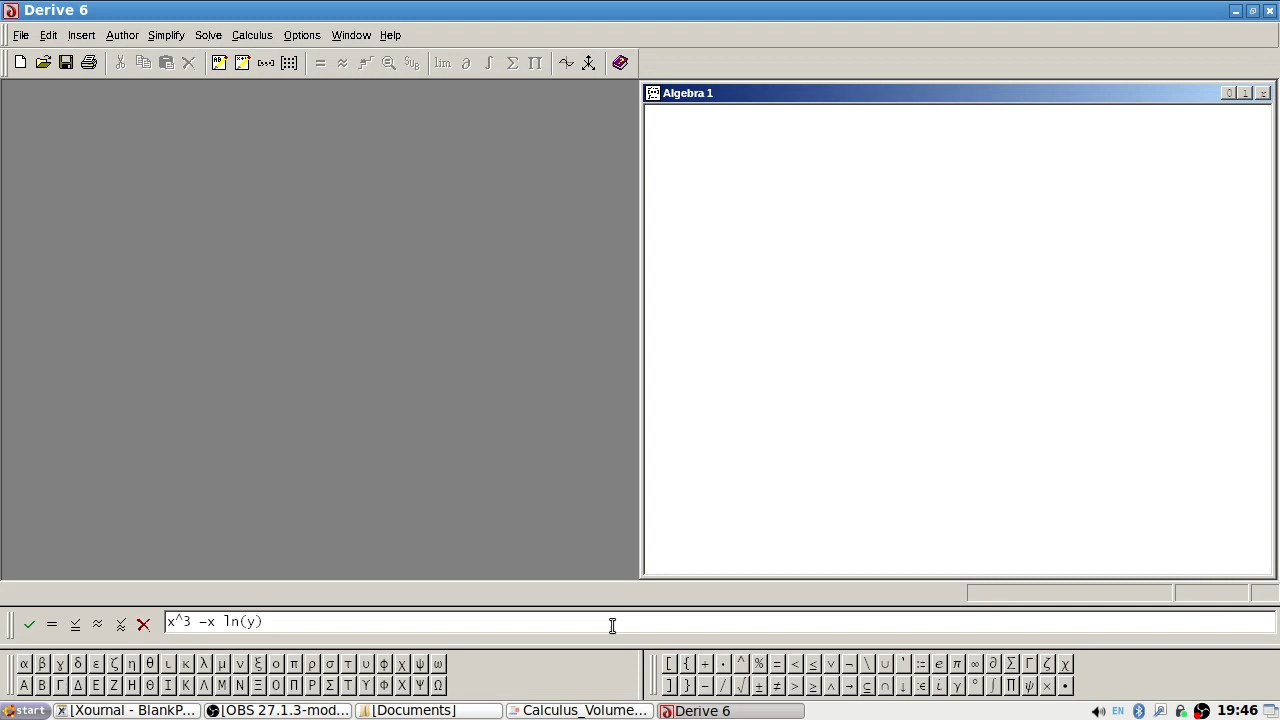 Derive 6
File Edit Insert Author Simplify Solve Calculus Options Window Help
lim ∂ ∫ ∑ ∏
Algebra 1
x^3 -x ln(y)
α β γ δ ε ζ η θ ι κ λ μ ν ξ ο π ρ σ τ υ φ χ ψ ω
Α Β Γ Δ Ε Ζ Η Θ Ι Κ Λ Μ Ν Ξ Ο Π Ρ Σ Τ Υ Φ Χ Ψ Ω
[ { + · ^ % = < ≤ ∨ ¬ \ ∪ ' := e π ∞ ∂ ∑ Γ ζ χ
] } - / √ ± ≠ > ≥ ∧ → ⊆ ∩ ↓ :∈ i γ ° ∫ ∏ ψ × •
start [Xournal - BlankP... [OBS 27.1.3-mod... [Documents] Calculus_Volume... Derive 6 EN 19:46